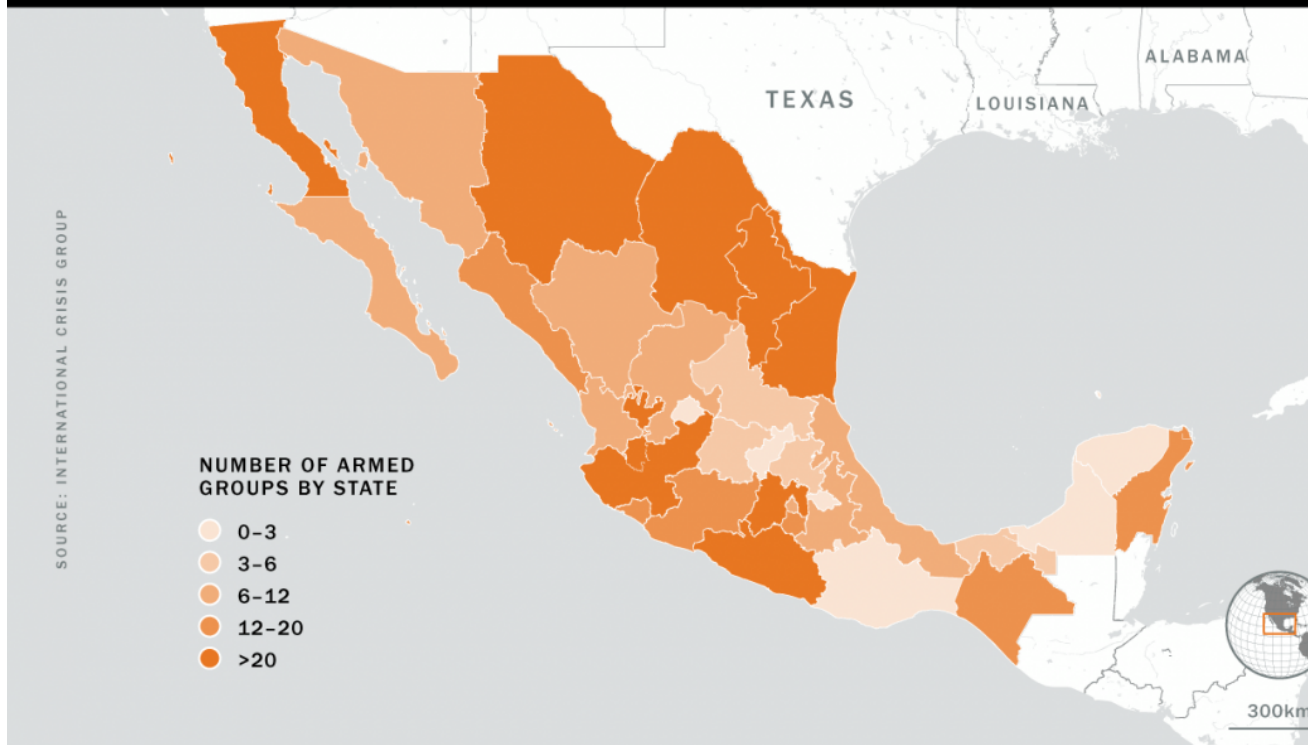 ALABAMA
TEXAS
LOUISIANA
SOURCE: INTERNATIONAL CRISIS GROUP
NUMBER OF ARMED
GROUPS BY STATE
0–3
3–6
6–12
12–20
>20
300km